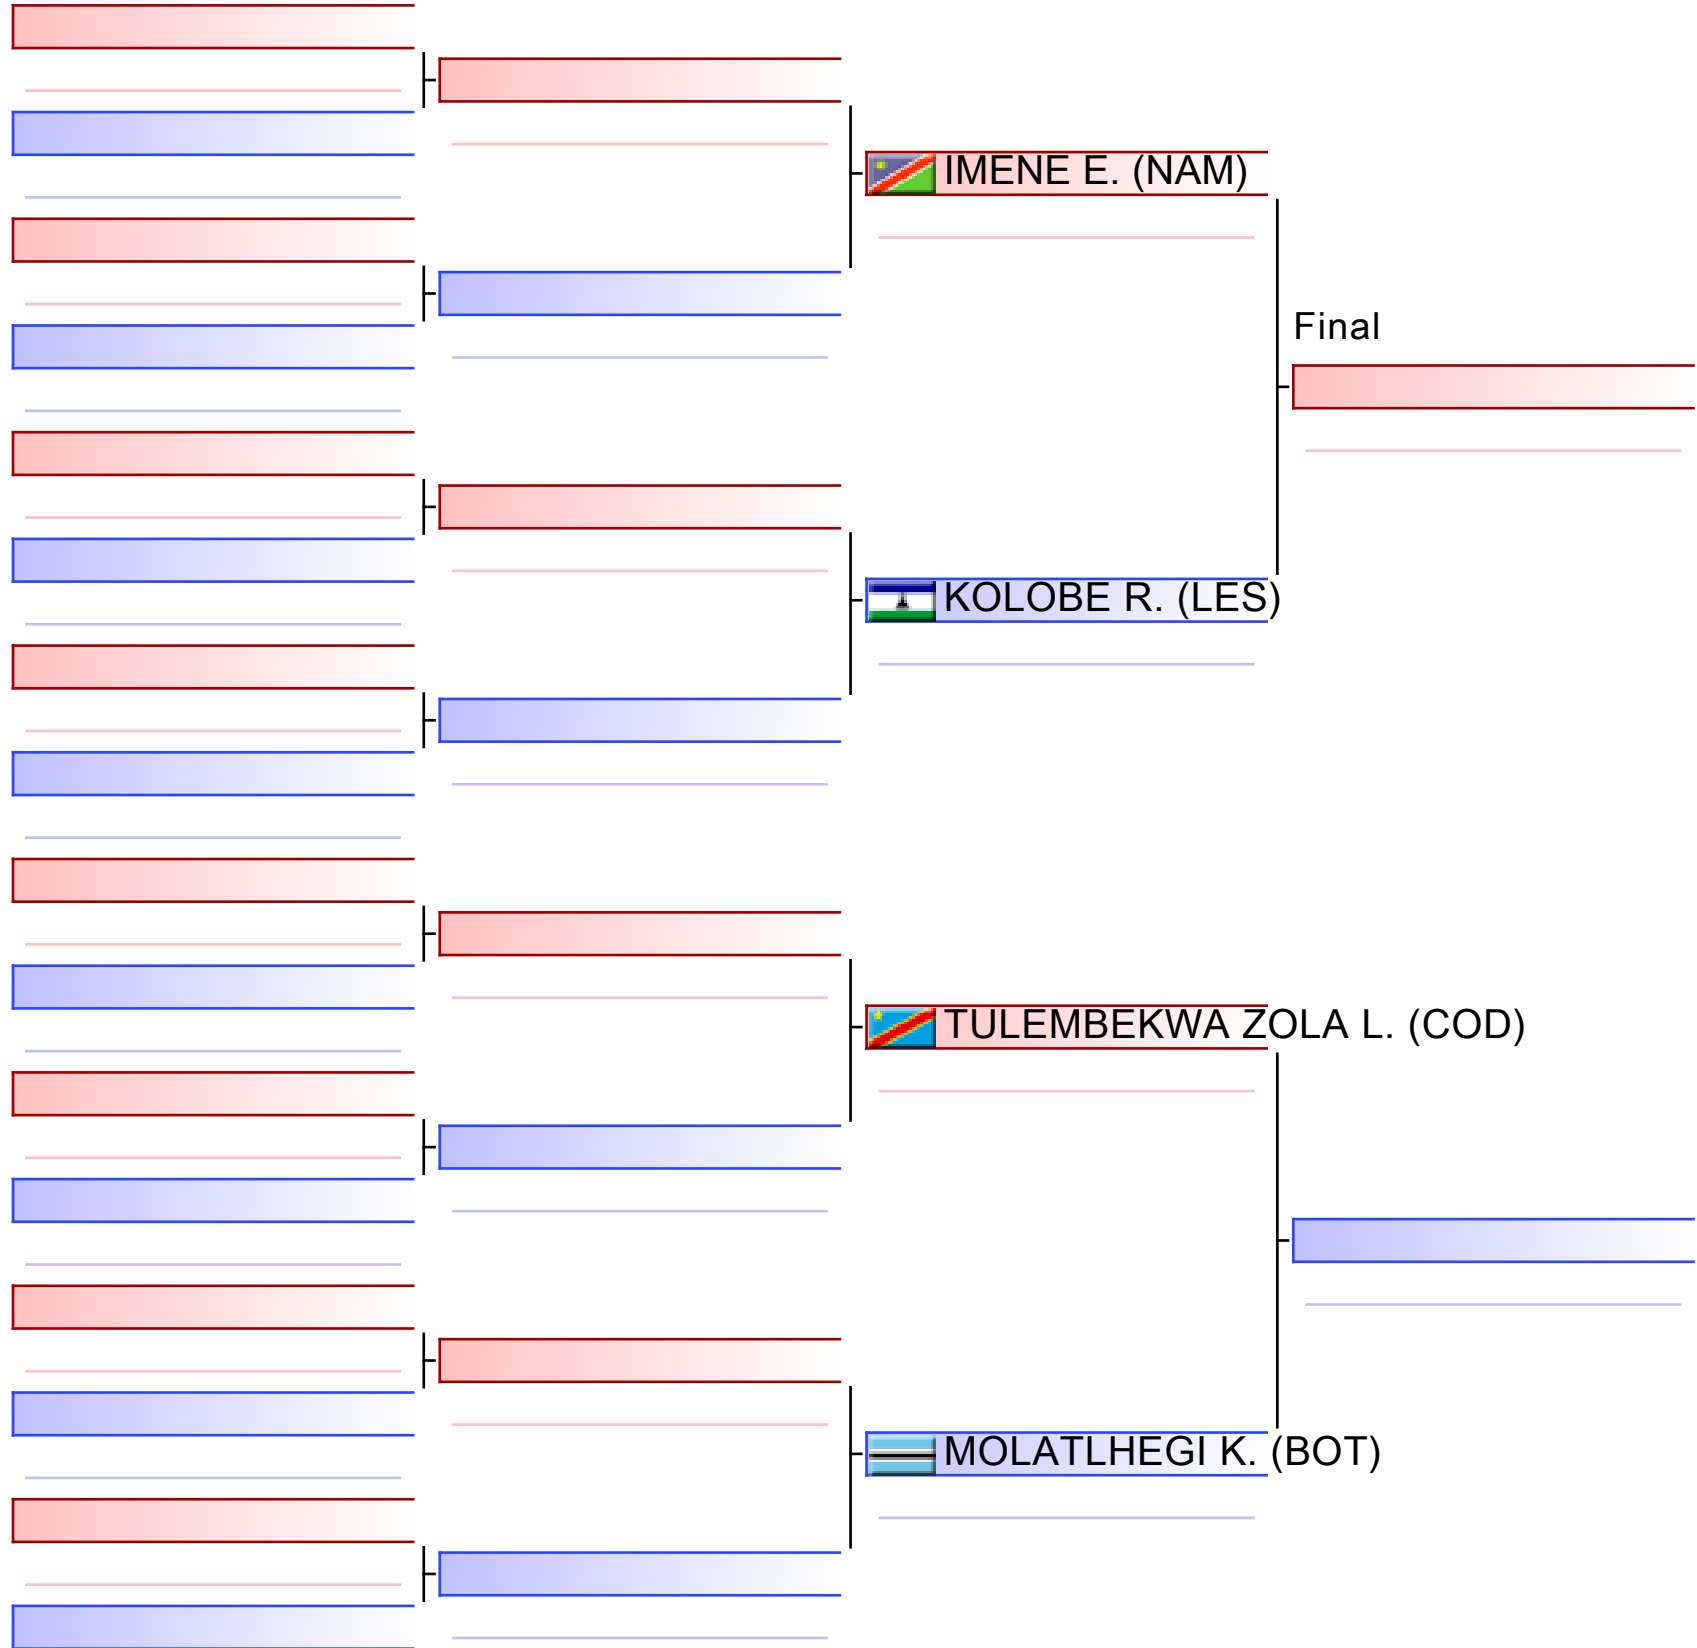 IMENE E. (NAM)
Final
KOLOBE R. (LES)
TULEMBEKWA ZOLA L. (COD)
MOLATLHEGI K. (BOT)